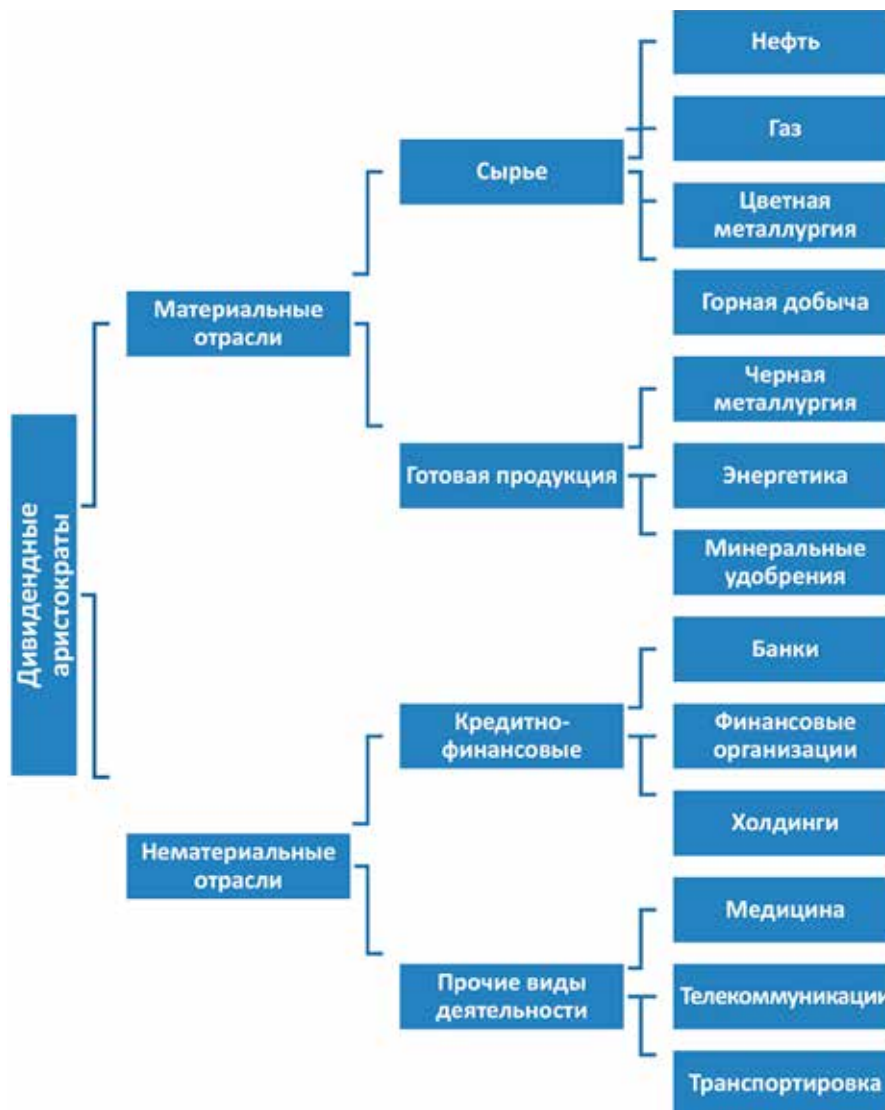 Нефть
Газ
Сырье
Цветная
металлургия
Горная добыча
Материальные
отрасли
Черная
металлургия
Готовая продукция
Энергетика
Минеральные
удобрения
Дивидендные
аристократы
Банки
Кредитно-
финансовые
Финансовые
организации
Холдинги
Нематериальные
отрасли
Медицина
Прочие виды
деятельности
Телекоммуникации
Транспортировка